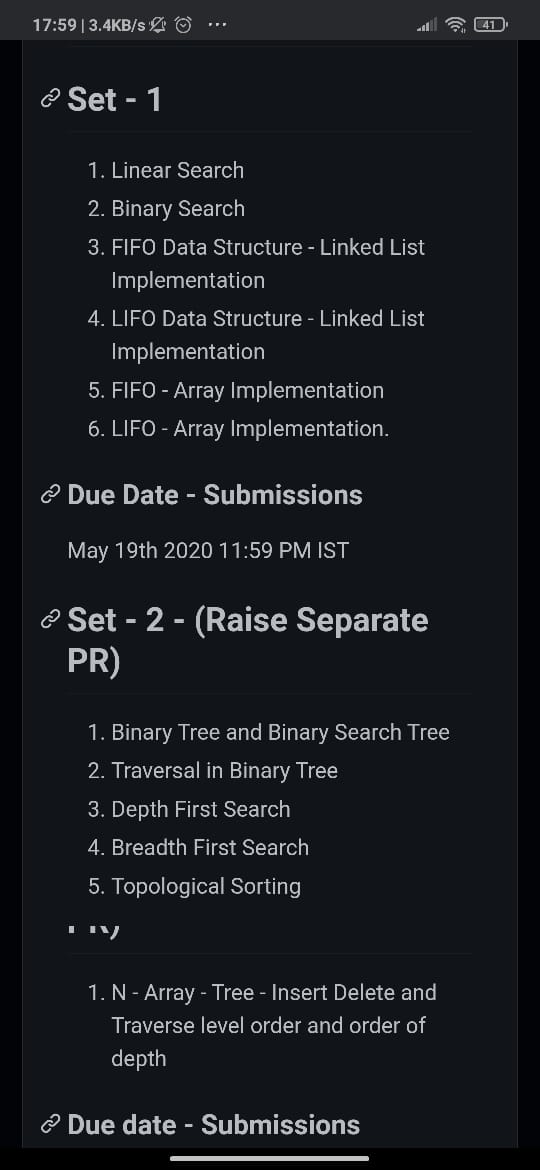 17:59 | 3.4KB/s ...
41
Set - 1
1. Linear Search
2. Binary Search
3. FIFO Data Structure - Linked List
Implementation
4. LIFO Data Structure - Linked List
Implementation
5. FIFO - Array Implementation
6. LIFO - Array Implementation.
Due Date - Submissions
May 19th 2020 11:59 PM IST
Set - 2 - (Raise Separate
PR)
1. Binary Tree and Binary Search Tree
2. Traversal in Binary Tree
3. Depth First Search
4. Breadth First Search
5. Topological Sorting
1. N - Array - Tree - Insert Delete and
Traverse level order and order of
depth
Due date - Submissions